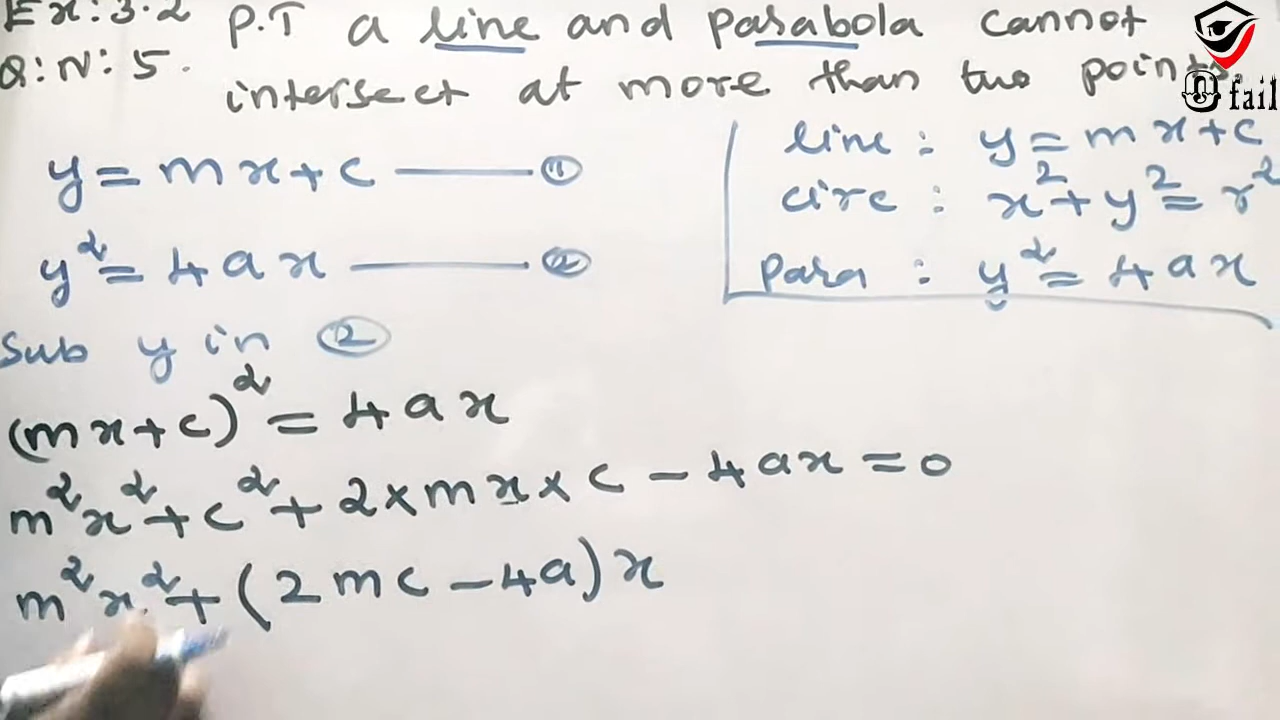 Ex: 3.2 P.T a line and parabola cannot
Q:N: 5. intersect at more than two points.
0 fail
y = mx + c —— ①
line : y = mx + c
circ : x² + y² = r²
y² = 4ax —— ②
para : y² = 4ax
Sub y in ②
(mx + c)² = 4ax
m²x² + c² + 2 × mx × c − 4ax = 0
m²x² + (2mc − 4a)x